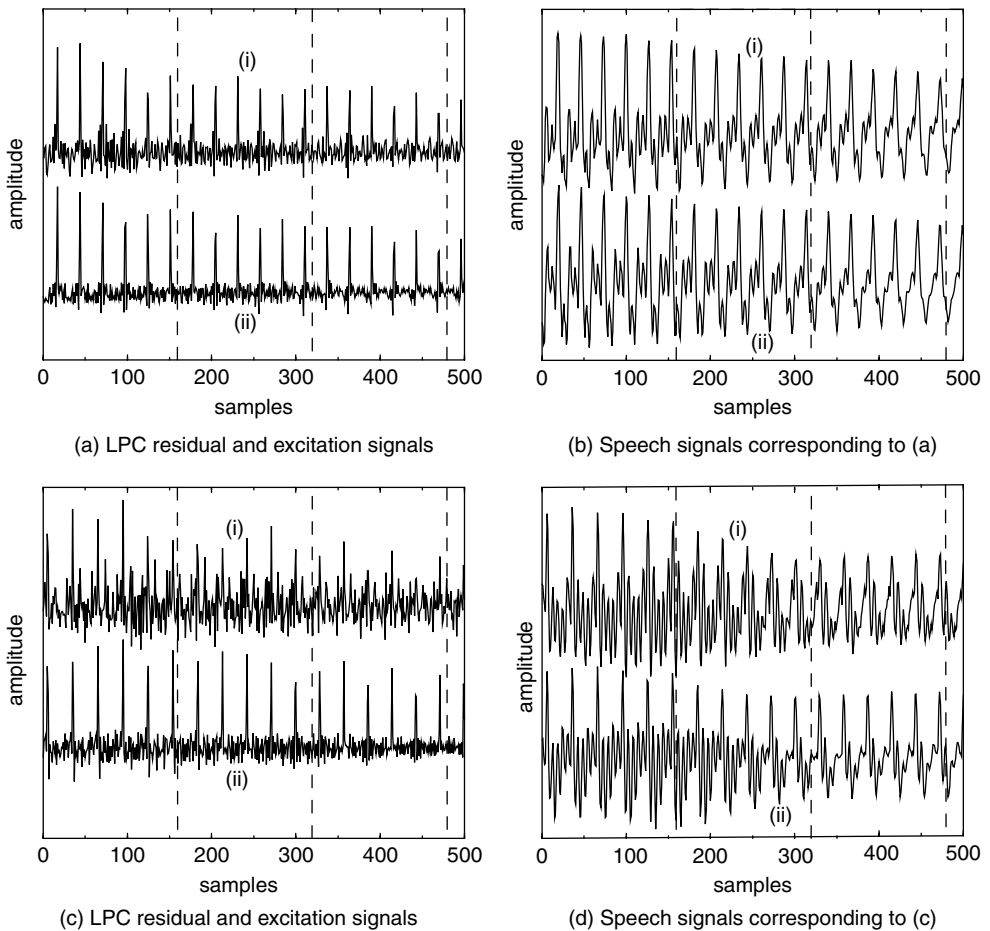 (i)
(ii)
amplitude
0 100 200 300 400 500
samples
(a) LPC residual and excitation signals
(i)
(ii)
amplitude
0 100 200 300 400 500
samples
(b) Speech signals corresponding to (a)
(i)
(ii)
amplitude
0 100 200 300 400 500
samples
(c) LPC residual and excitation signals
(i)
(ii)
amplitude
0 100 200 300 400 500
samples
(d) Speech signals corresponding to (c)